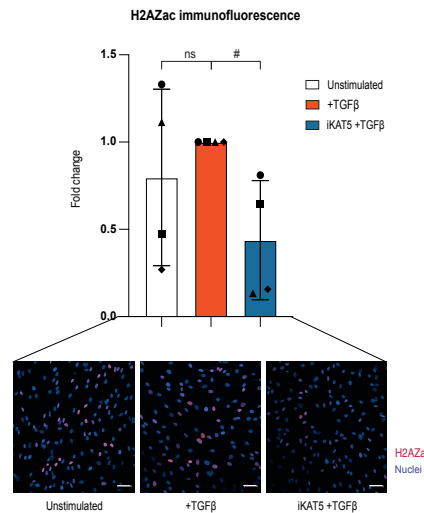 H2AZac immunofluorescence
1.5
1.0
0.5
0.0
Fold change
ns
#
Unstimulated
+TGFβ
iKAT5 +TGFβ
H2AZa
Nuclei
Unstimulated
+TGFβ
iKAT5 +TGFβ